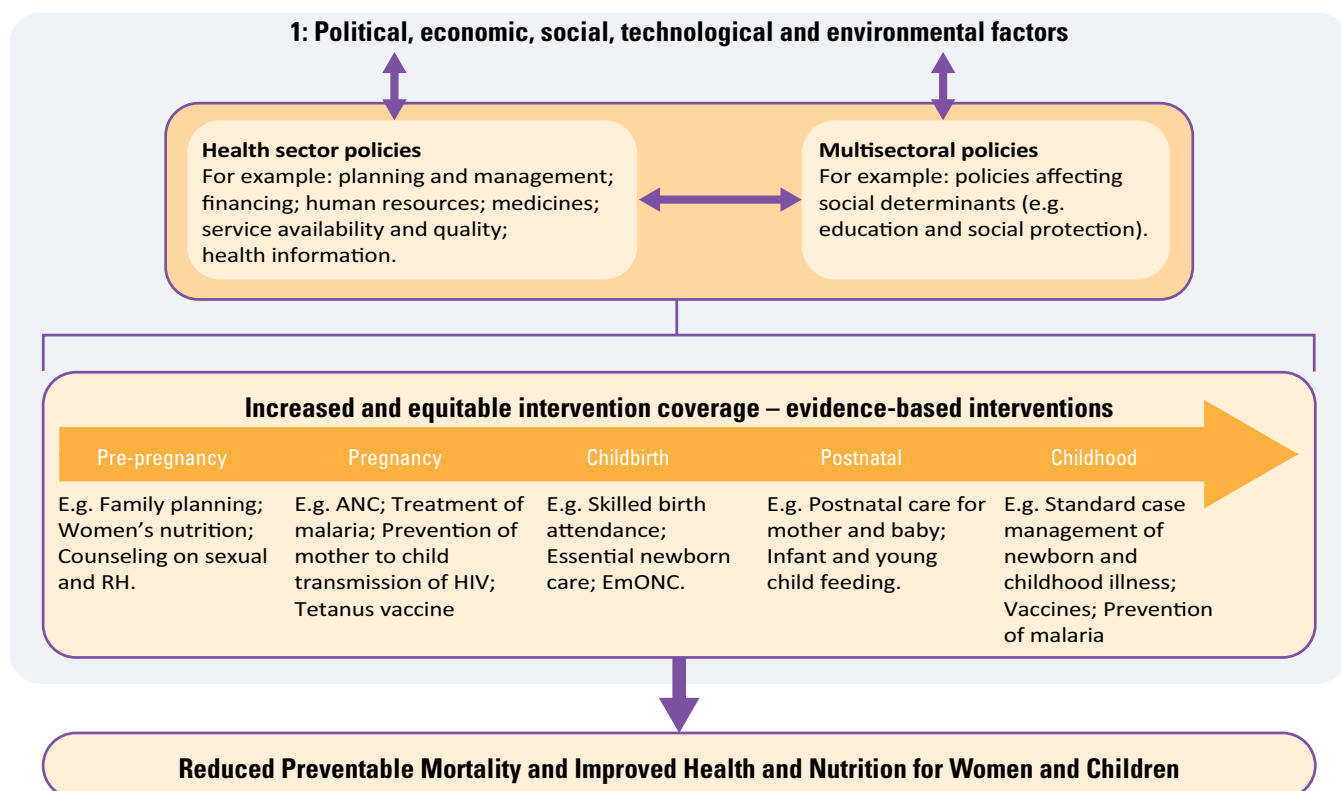 1: Political, economic, social, technological and environmental factors
Health sector policies
For example: planning and management;
financing; human resources; medicines;
service availability and quality;
health information.
Multisectoral policies
For example: policies affecting
social determinants (e.g.
education and social protection).
Increased and equitable intervention coverage – evidence-based interventions
Pre-pregnancy
Pregnancy
Childbirth
Postnatal
Childhood
E.g. Family planning;
Women’s nutrition;
Counseling on sexual
and RH.
E.g. ANC; Treatment of
malaria; Prevention of
mother to child
transmission of HIV;
Tetanus vaccine
E.g. Skilled birth
attendance;
Essential newborn
care; EmONC.
E.g. Postnatal care for
mother and baby;
Infant and young
child feeding.
E.g. Standard case
management of
newborn and
childhood illness;
Vaccines; Prevention
of malaria
Reduced Preventable Mortality and Improved Health and Nutrition for Women and Children